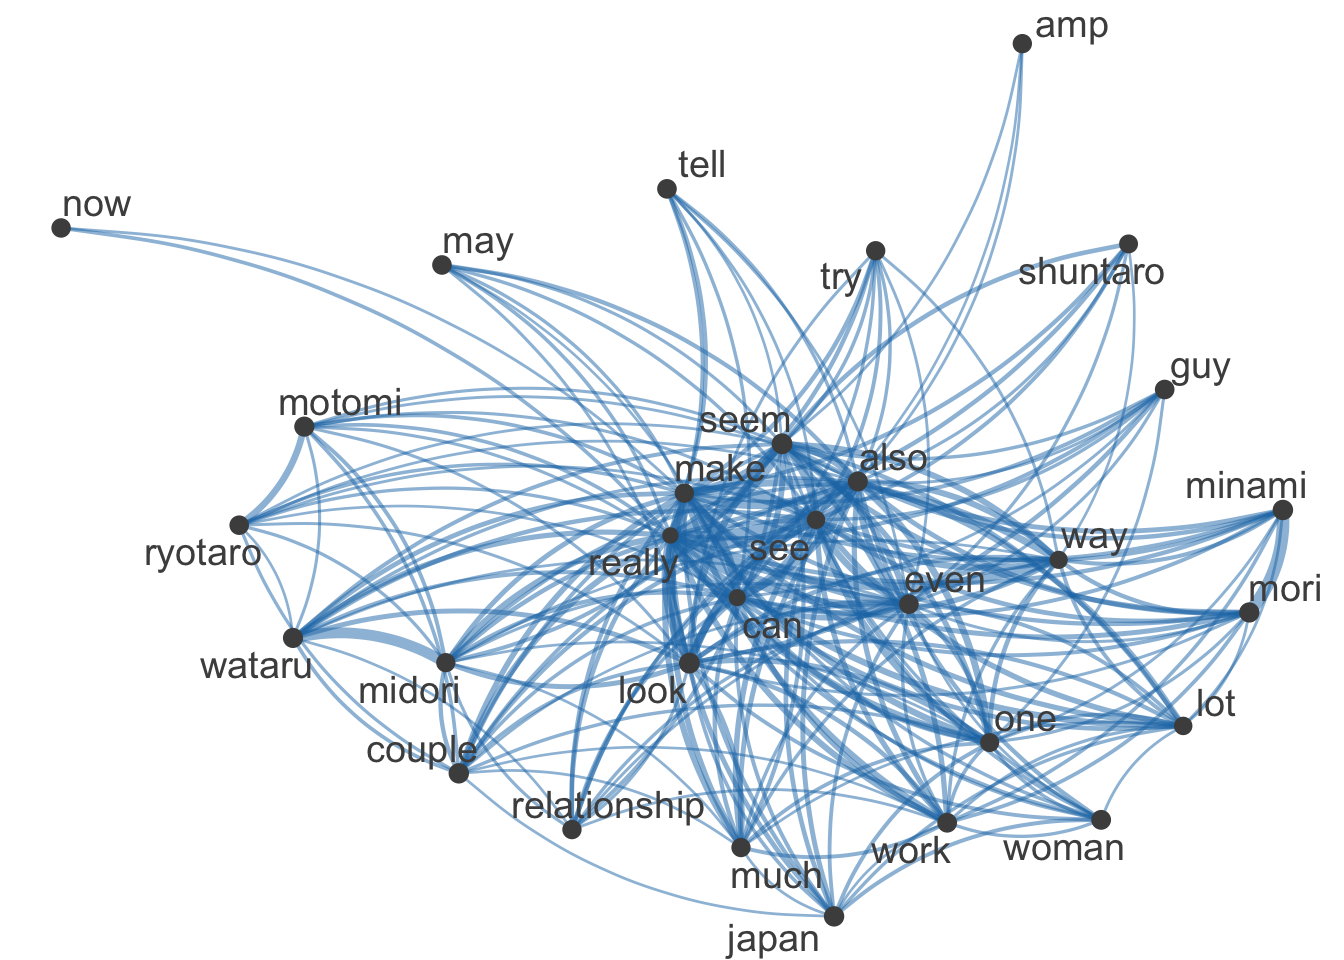 amp
tell
now
may
try
shuntaro
guy
motomi
seem
make
also
minami
ryotaro
really
see
way
even
mori
can
wataru
midori
look
one
lot
couple
relationship
work
woman
much
japan